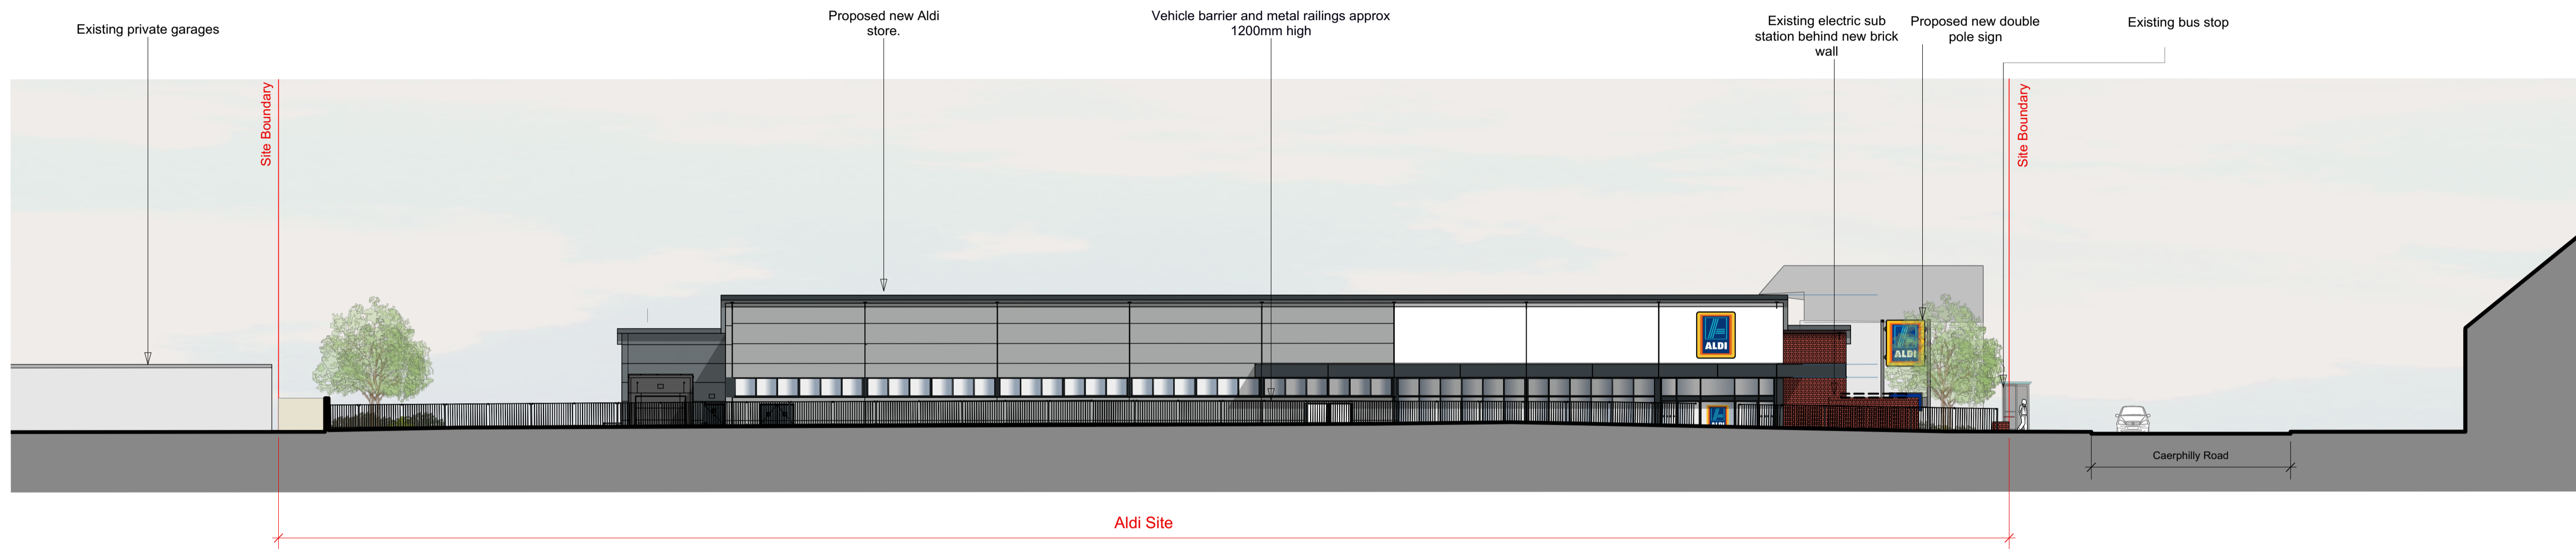 Existing private garages
Proposed new Aldi
store.
Vehicle barrier and metal railings approx
1200mm high
Existing electric sub
station behind new brick
wall
Proposed new double
pole sign
Existing bus stop
Site Boundary
Site Boundary
ALDI
ALDI
ALDI
Caerphilly Road
Aldi Site